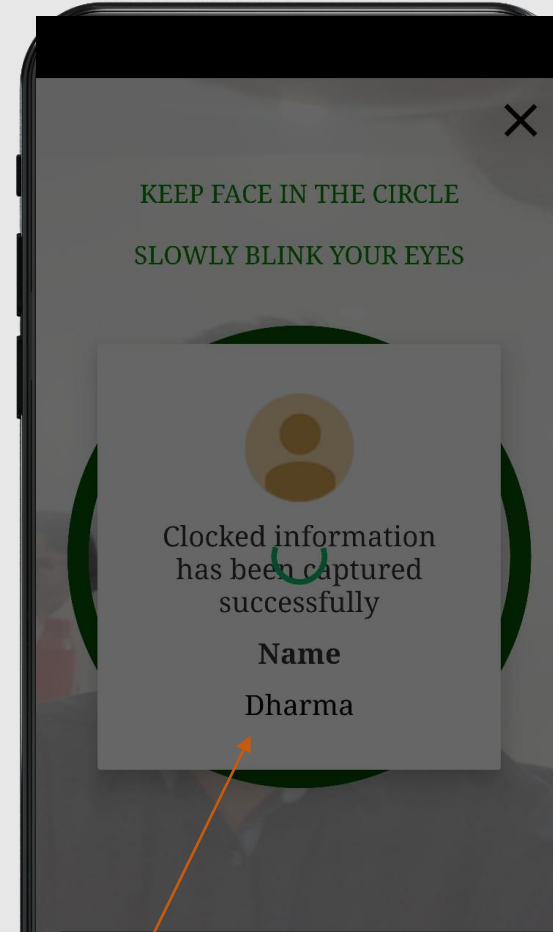 KEEP FACE IN THE CIRCLE
SLOWLY BLINK YOUR EYES
Clocked information
has been captured
successfully
Name
Dharma